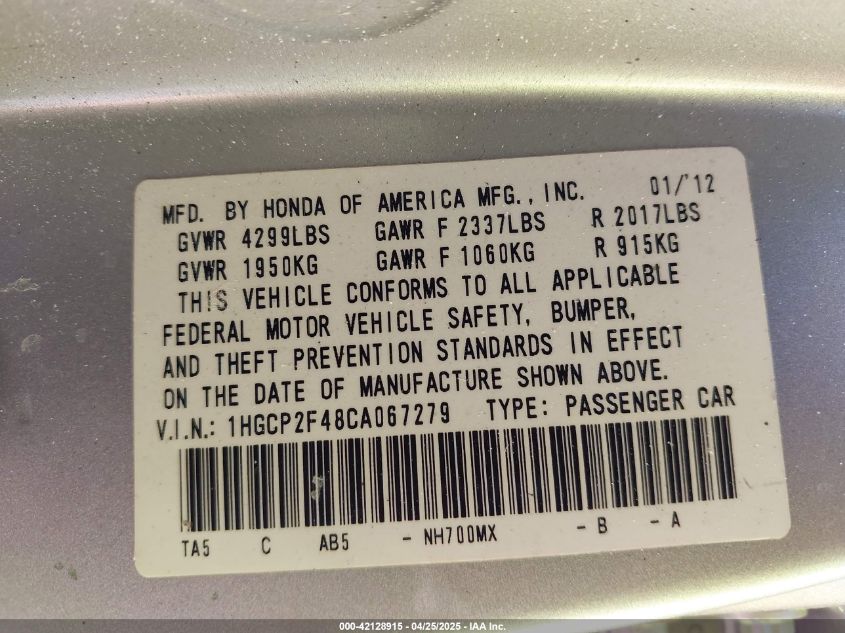 MFD. BY HONDA OF AMERICA MFG., INC. 01/'12
GVWR 4299LBS GAWR F 2337LBS R 2017LBS
GVWR 1950KG GAWR F 1060KG R 915KG
THIS VEHICLE CONFORMS TO ALL APPLICABLE
FEDERAL MOTOR VEHICLE SAFETY, BUMPER,
AND THEFT PREVENTION STANDARDS IN EFFECT
ON THE DATE OF MANUFACTURE SHOWN ABOVE.
V.I.N.: 1HGCP2F48CA067279 TYPE: PASSENGER CAR
TA5 C AB5 - NH700MX - B - A
000-42128915 - 04/25/2025 - IAA Inc.